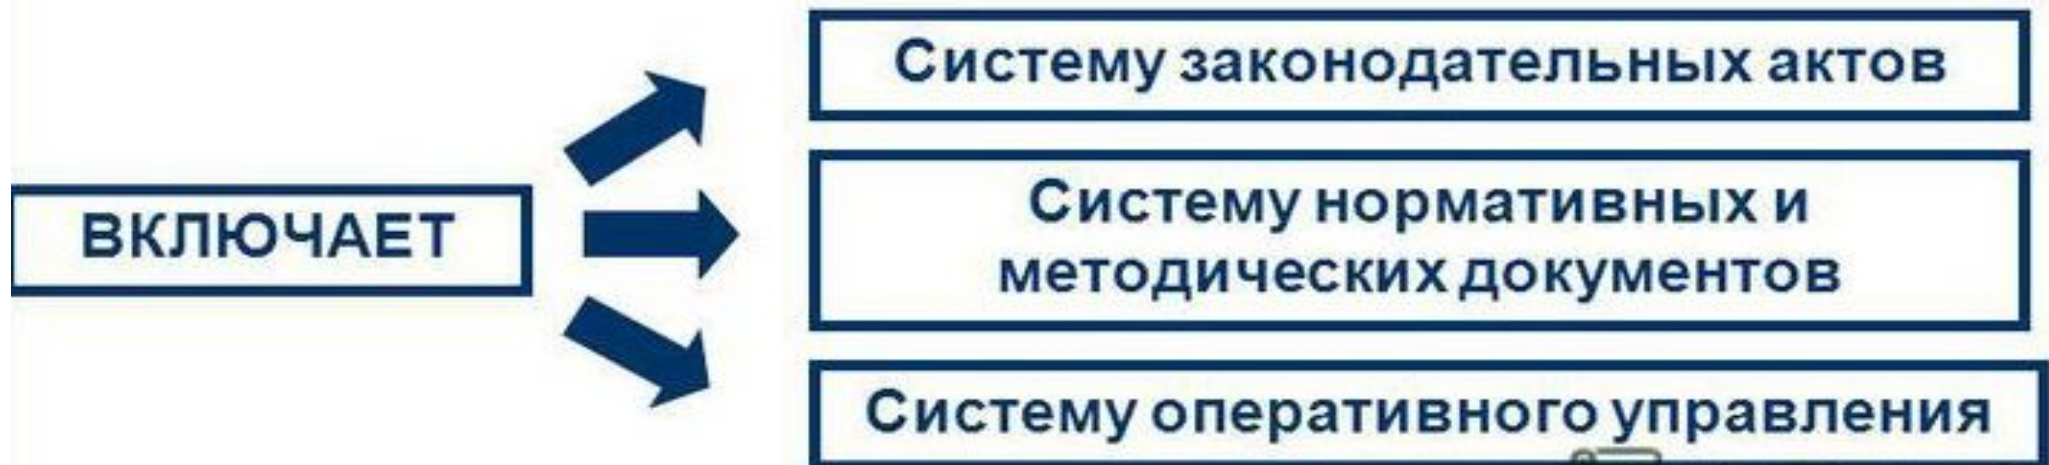 ВКЛЮЧАЕТ
Систему законодательных актов
Систему нормативных и
методических документов
Систему оперативного управления